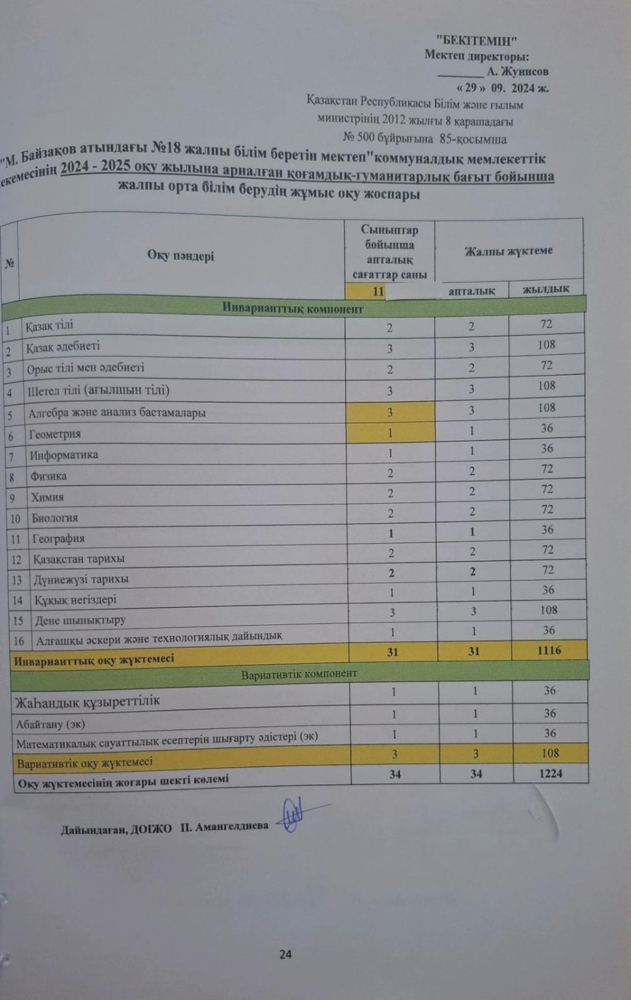 "БЕКІТЕМІН"
Мектеп директоры:
________ А. Жунисов
« 29 » 09. 2024 ж.
Қазақстан Республикасы Білім және ғылым
министрінің 2012 жылғы 8 қарашадағы
№ 500 бұйрығына 85-қосымша
"М. Байзақов атындағы №18 жалпы білім беретін мектеп"коммуналдық мемлекеттік
екемесінің 2024 - 2025 оқу жылына арналған қоғамдық-гуманитарлық бағыт бойынша
жалпы орта білім берудің жұмыс оқу жоспары
№ Оқу пәндері Сыныптар бойынша апталық сағаттар саны Жалпы жүктеме
11 апталық жылдық
Инварианттық компонент
1 Қазақ тілі 2 2 72
2 Қазақ әдебиеті 3 3 108
3 Орыс тілі мен әдебиеті 2 2 72
4 Шетел тілі (ағылшын тілі) 3 3 108
5 Алгебра және анализ бастамалары 3 3 108
6 Геометрия 1 1 36
7 Информатика 1 1 36
8 Физика 2 2 72
9 Химия 2 2 72
10 Биология 2 2 72
11 География 1 1 36
12 Қазақстан тарихы 2 2 72
13 Дүниежүзі тарихы 2 2 72
14 Құқық негіздері 1 1 36
15 Дене шынықтыру 3 3 108
16 Алғашқы әскери және технологиялық дайындық 1 1 36
Инварианттық оқу жүктемесі 31 31 1116
Вариативтік компонент
Жаһандық құзыреттілік 1 1 36
Абайтану (эк) 1 1 36
Математикалық сауаттылық есептерін шығарту әдістері (эк) 1 1 36
Вариативтік оқу жүктемесі 3 3 108
Оқу жүктемесінің жоғары шекті көлемі 34 34 1224
Дайындаған, ДОІЖО П. Амангелдиева
24